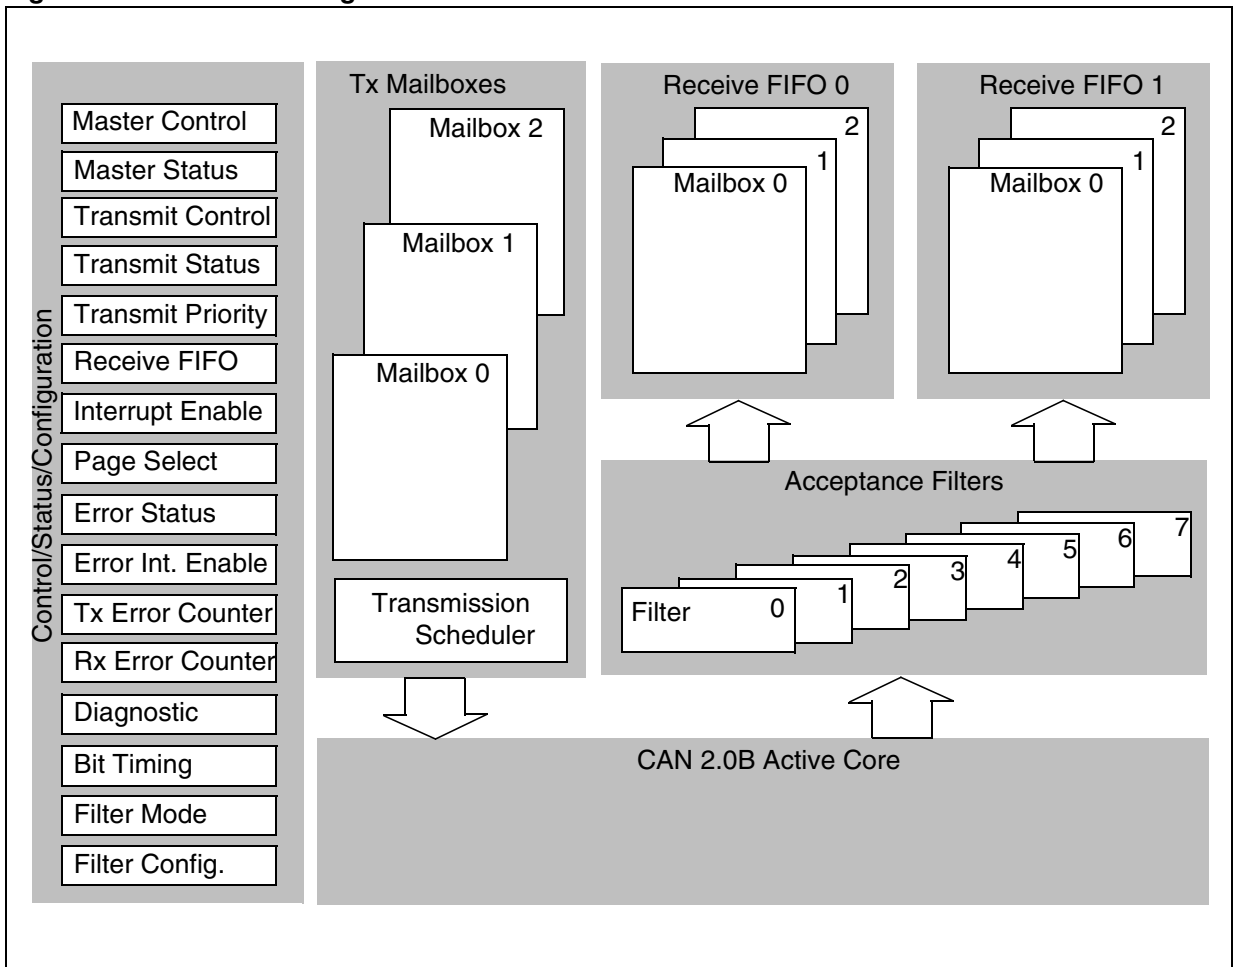 Control/Status/Configuration
Master Control
Master Status
Transmit Control
Transmit Status
Transmit Priority
Receive FIFO
Interrupt Enable
Page Select
Error Status
Error Int. Enable
Tx Error Counter
Rx Error Counter
Diagnostic
Bit Timing
Filter Mode
Filter Config.
Tx Mailboxes
Mailbox 2
Mailbox 1
Mailbox 0
Transmission
Scheduler
Receive FIFO 0
2
1
Mailbox 0
Receive FIFO 1
2
1
Mailbox 0
Acceptance Filters
Filter 0
1
2
3
4
5
6
7
CAN 2.0B Active Core